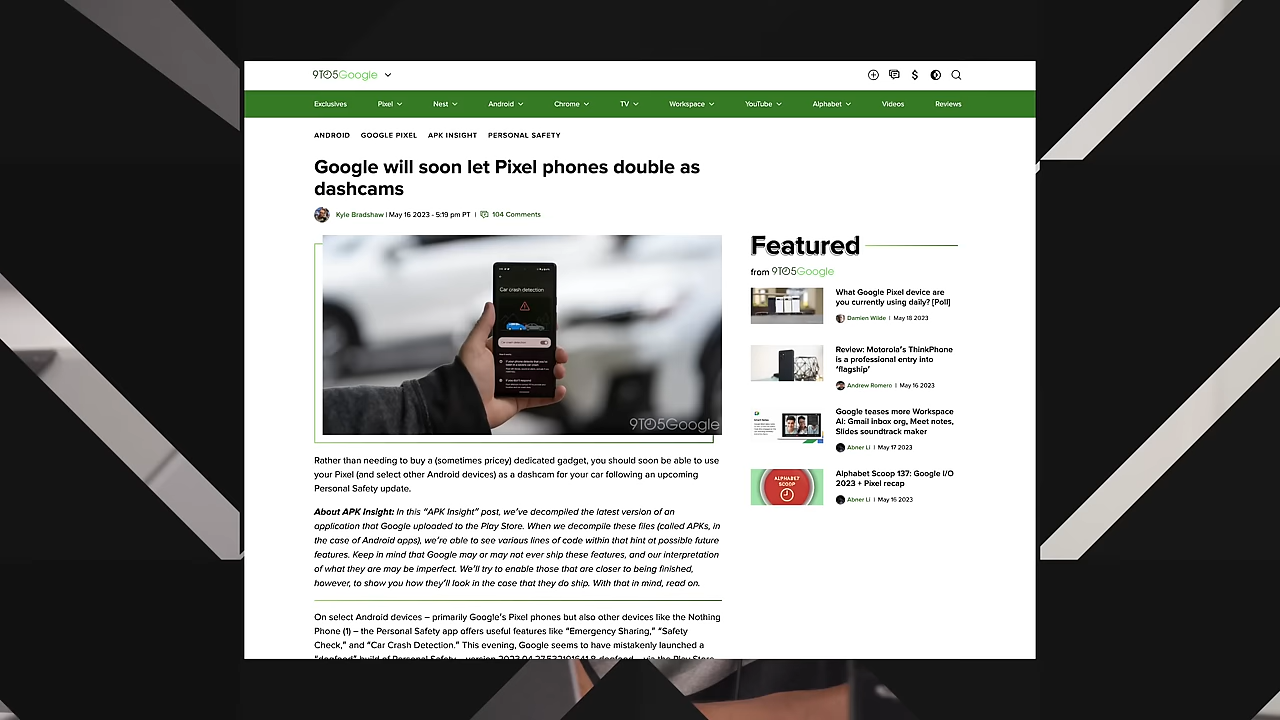 9TO5Google
Exclusives Pixel Nest Android Chrome TV Workspace YouTube Alphabet Videos Reviews
ANDROID GOOGLE PIXEL APK INSIGHT PERSONAL SAFETY
Google will soon let Pixel phones double as
dashcams
Kyle Bradshaw | May 16 2023 - 5:19 pm PT | 104 Comments
Car crash detection
9TO5Google
Rather than needing to buy a (sometimes pricey) dedicated gadget, you should soon be able to use
your Pixel (and select other Android devices) as a dashcam for your car following an upcoming
Personal Safety update.
About APK Insight: In this “APK Insight” post, we’ve decompiled the latest version of an
application that Google uploaded to the Play Store. When we decompile these files (called APKs, in
the case of Android apps), we’re able to see various lines of code within that hint at possible future
features. Keep in mind that Google may or may not ever ship these features, and our interpretation
of what they are may be imperfect. We’ll try to enable those that are closer to being finished,
however, to show you how they’ll look in the case that they do ship. With that in mind, read on.
On select Android devices – primarily Google’s Pixel phones but also other devices like the Nothing
Phone (1) – the Personal Safety app offers useful features like “Emergency Sharing,” “Safety
Check,” and “Car Crash Detection.” This evening, Google seems to have mistakenly launched a
Featured
from 9TO5Google
What Google Pixel device are
you currently using daily? [Poll]
Damien Wilde | May 18 2023
Review: Motorola’s ThinkPhone
is a professional entry into
‘flagship’
Andrew Romero | May 16 2023
Google teases more Workspace
AI: Gmail inbox org, Meet notes,
Slides soundtrack maker
Abner Li | May 17 2023
ALPHABET
SCOOP
Alphabet Scoop 137: Google I/O
2023 + Pixel recap
Abner Li | May 16 2023